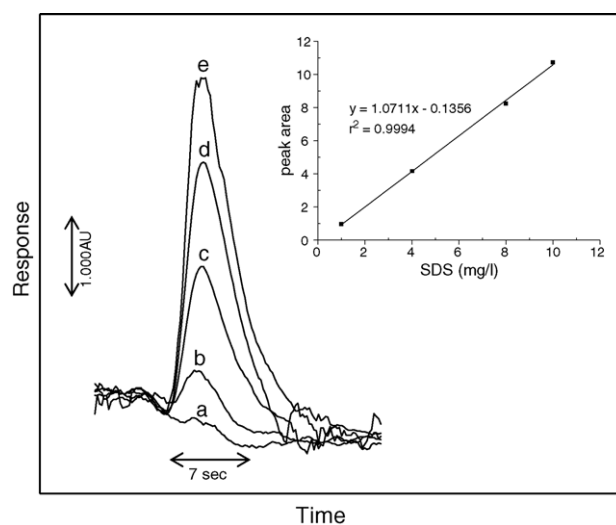 Response
1.000AU
e
d
c
b
a
7 sec
Time
peak area
12
10
8
6
4
2
0
y = 1.0711x - 0.1356
r² = 0.9994
0 2 4 6 8 10 12
SDS (mg/l)